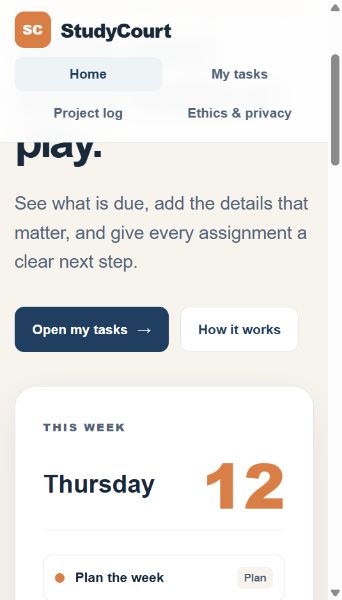 SC StudyCourt
Home My tasks
Project log Ethics & privacy
play.
See what is due, add the details that
matter, and give every assignment a
clear next step.
Open my tasks → How it works
THIS WEEK
Thursday 12
Plan the week Plan